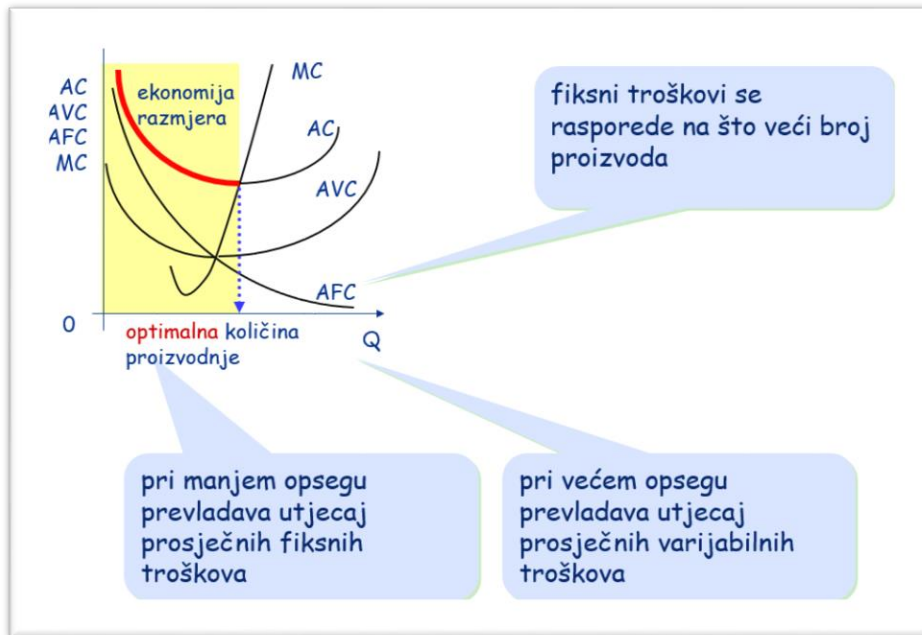 AC
AVC
AFC
MC
ekonomija
razmjera
MC
AC
AVC
AFC
0
optimalna količina
proizvodnje
Q
fiksni troškovi se
rasporede na što veći broj
proizvoda
pri manjem opsegu
prevladava utjecaj
prosječnih fiksnih
troškova
pri većem opsegu
prevladava utjecaj
prosječnih varijabilnih
troškova